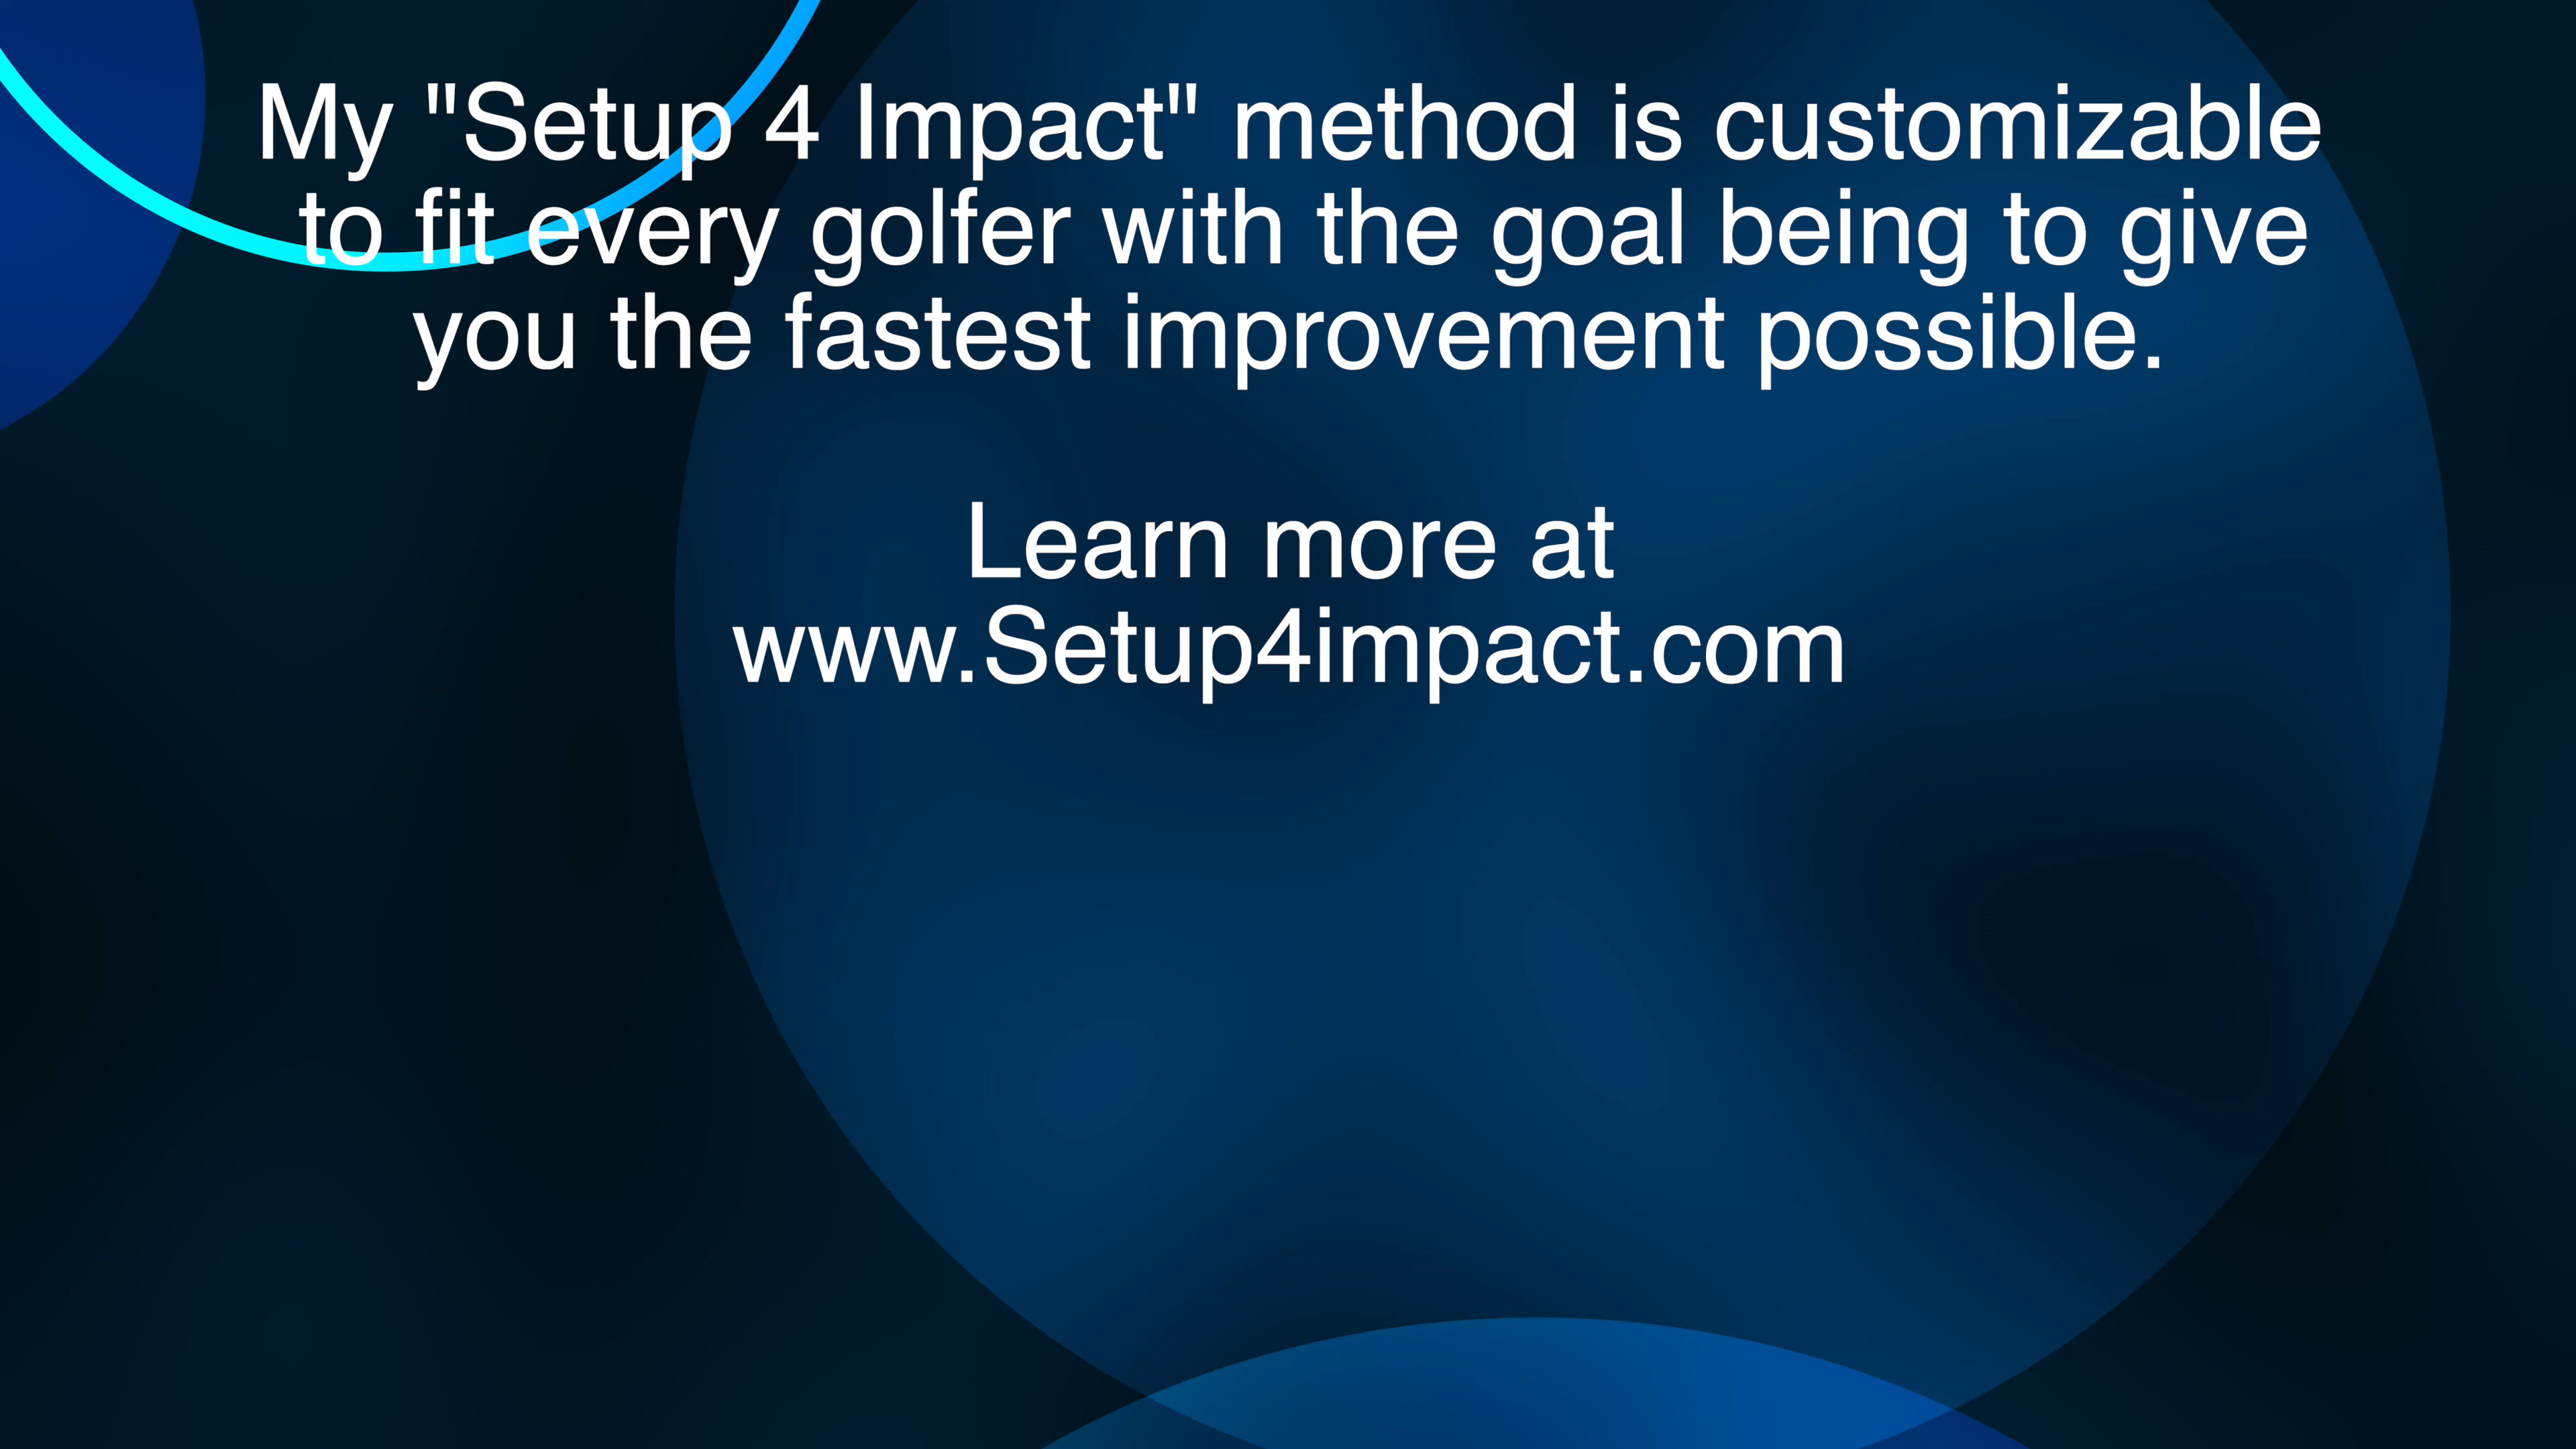 My "Setup 4 Impact" method is customizable
to fit every golfer with the goal being to give
you the fastest improvement possible.
Learn more at
www.Setup4impact.com